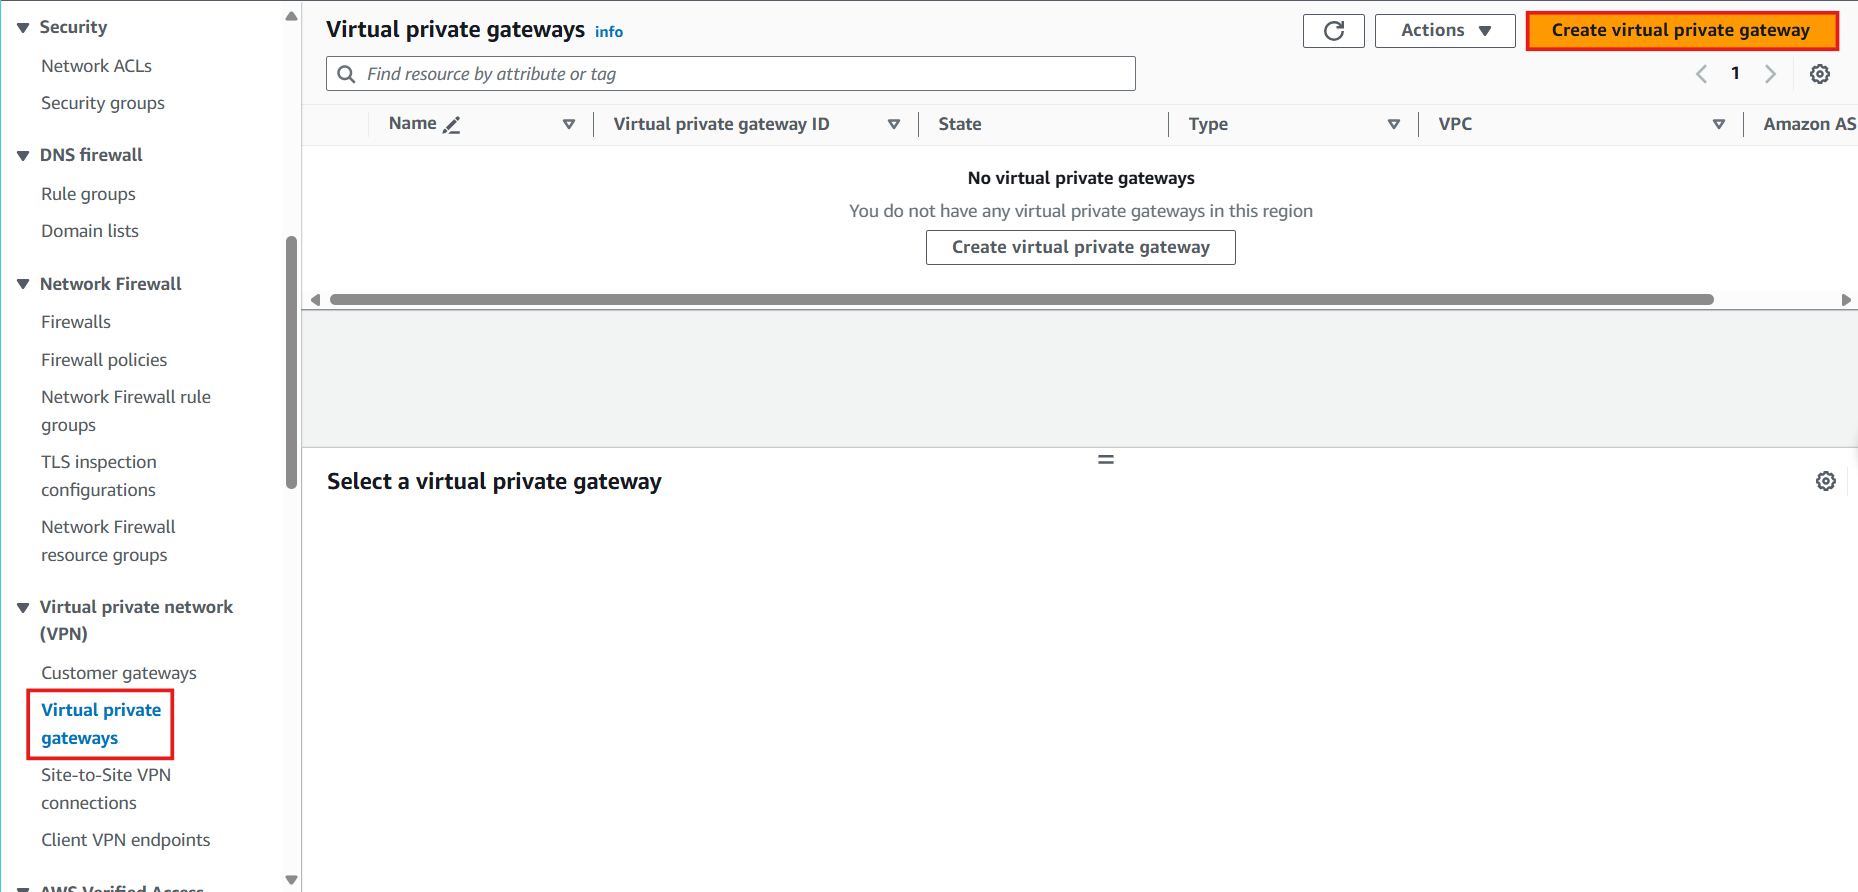 Security
Network ACLs
Security groups
DNS firewall
Rule groups
Domain lists
Network Firewall
Firewalls
Firewall policies
Network Firewall rule
groups
TLS inspection
configurations
Network Firewall
resource groups
Virtual private network
(VPN)
Customer gateways
Virtual private
gateways
Site-to-Site VPN
connections
Client VPN endpoints
AWS Verified Access
Virtual private gateways info
Actions
Create virtual private gateway
Find resource by attribute or tag
1
Name
Virtual private gateway ID
State
Type
VPC
Amazon AS
No virtual private gateways
You do not have any virtual private gateways in this region
Create virtual private gateway
Select a virtual private gateway